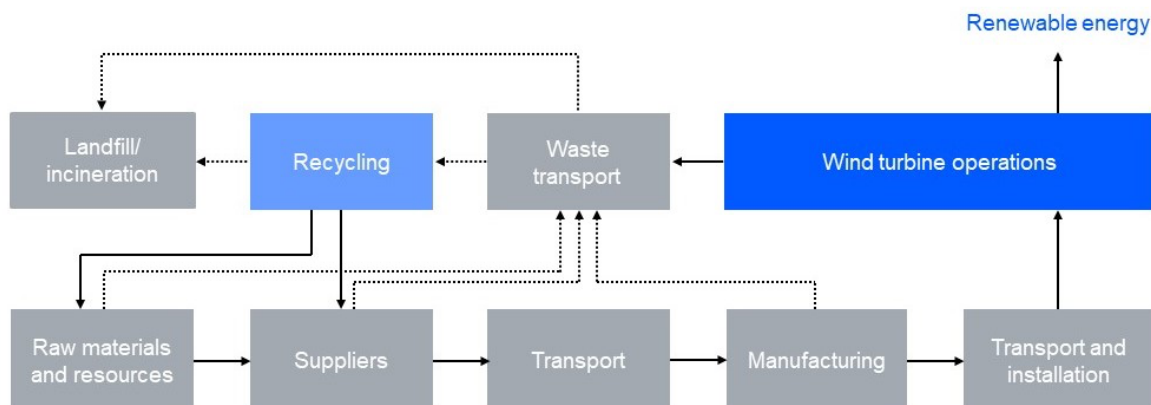 Renewable energy
Landfill/
incineration
Recycling
Waste
transport
Wind turbine operations
Raw materials
and resources
Suppliers
Transport
Manufacturing
Transport and
installation